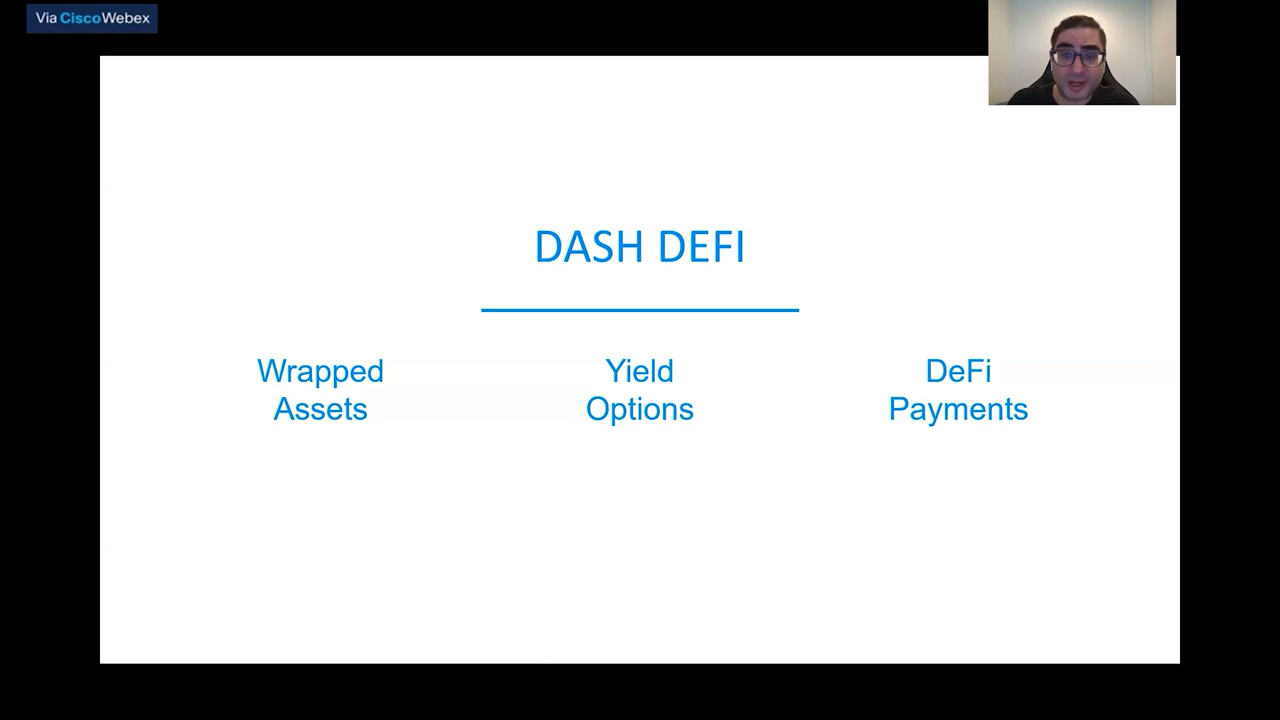 Via CiscoWebex
DASH DEFI
Wrapped
Assets
Yield
Options
DeFi
Payments